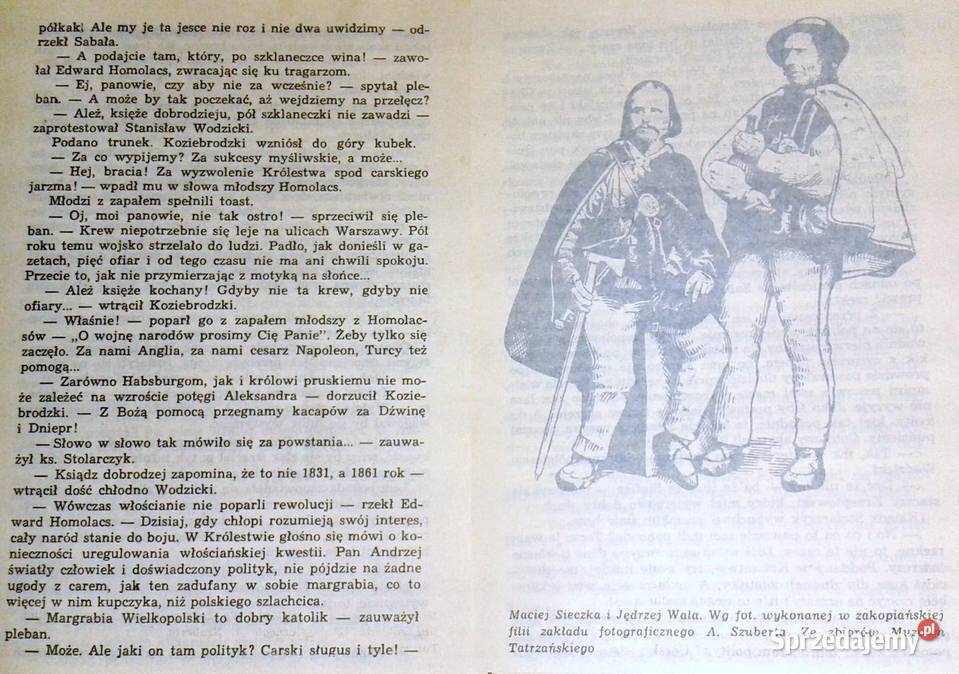 półkak! Ale my je ta jesce nie roz i nie dwa uwidzimy — od-
rzekł Sabała.
— A podajcie tam, który, po szklaneczce wina! — zawo-
łał Edward Homolacs, zwracając się ku tragarzom.
— Ej, panowie, czy aby nie za wcześnie? — spytał ple-
ban. — A może by tak poczekać, aż wejdziemy na przełęcz?
— Ależ, księże dobrodzieju, pół szklaneczki nie zawadzi —
zaprotestował Stanisław Wodzicki.
Podano trunek. Koziebrodzki wzniósł do góry kubek.
— Za co wypijemy? Za sukcesy myśliwskie, a może...
— Hej, bracia! Za wyzwolenie Królestwa spod carskiego
jarzma! — wpadł mu w słowa młodszy Homolacs.
Młodzi z zapałem spełnili toast.
— Oj, moi panowie, nie tak ostro! — sprzeciwił się ple-
ban. — Krew niepotrzebnie się leje na ulicach Warszawy. Pół
roku temu wojsko strzelało do ludzi. Padło, jak donieśli w ga-
zetach, pięć ofiar i od tego czasu nie ma ani chwili spokoju.
Przecie to, jak nie przymierzając z motyką na słońce...
— Ależ księże kochany! Gdyby nie ta krew, gdyby nie
ofiary... — wtrącił Koziebrodzki.
— Właśnie! — poparł go z zapałem młodszy z Homolac-
sów — „O wojnę narodów prosimy Cię Panie". Żeby tylko się
zaczęło. Za nami Anglia, za nami cesarz Napoleon, Turcy też
pomogą...
— Zarówno Habsburgom, jak i królowi pruskiemu nie mo-
że zależeć na wzroście potęgi Aleksandra — dorzucił Kozie-
brodzki. — Z Bożą pomocą przegnamy kacapów za Dźwinę
i Dniepr!
— Słowo w słowo tak mówiło się za powstania... — zauwa-
żył ks. Stolarczyk.
— Ksiądz dobrodzej zapomina, że to nie 1831, a 1861 rok —
wtrącił dość chłodno Wodzicki.
— Wówczas włościanie nie poparli rewolucji — rzekł Ed-
ward Homolacs. — Dzisiaj, gdy chłopi rozumieją swój interes,
cały naród stanie do boju. W Królestwie głośno się mówi o ko-
nieczności uregulowania włościańskiej kwestii. Pan Andrzej
światły człowiek i doświadczony polityk, nie pójdzie na żadne
ugody z carem, jak ten zadufany w sobie margrabia, co to
więcej w nim kupczyka, niż polskiego szlachcica.
— Margrabia Wielkopolski to dobry katolik — zauważył
pleban.
— Może. Ale jaki on tam polityk? Carski sługus i tyle! —
Maciej Sieczka i Jędrzej Wala. Wg fot. wykonanej w zakopiańskiej
filii zakładu fotograficznego A. Szuberta. Ze zbiorów Muzeum
Tatrzańskiego
Sprzedajemy.pl